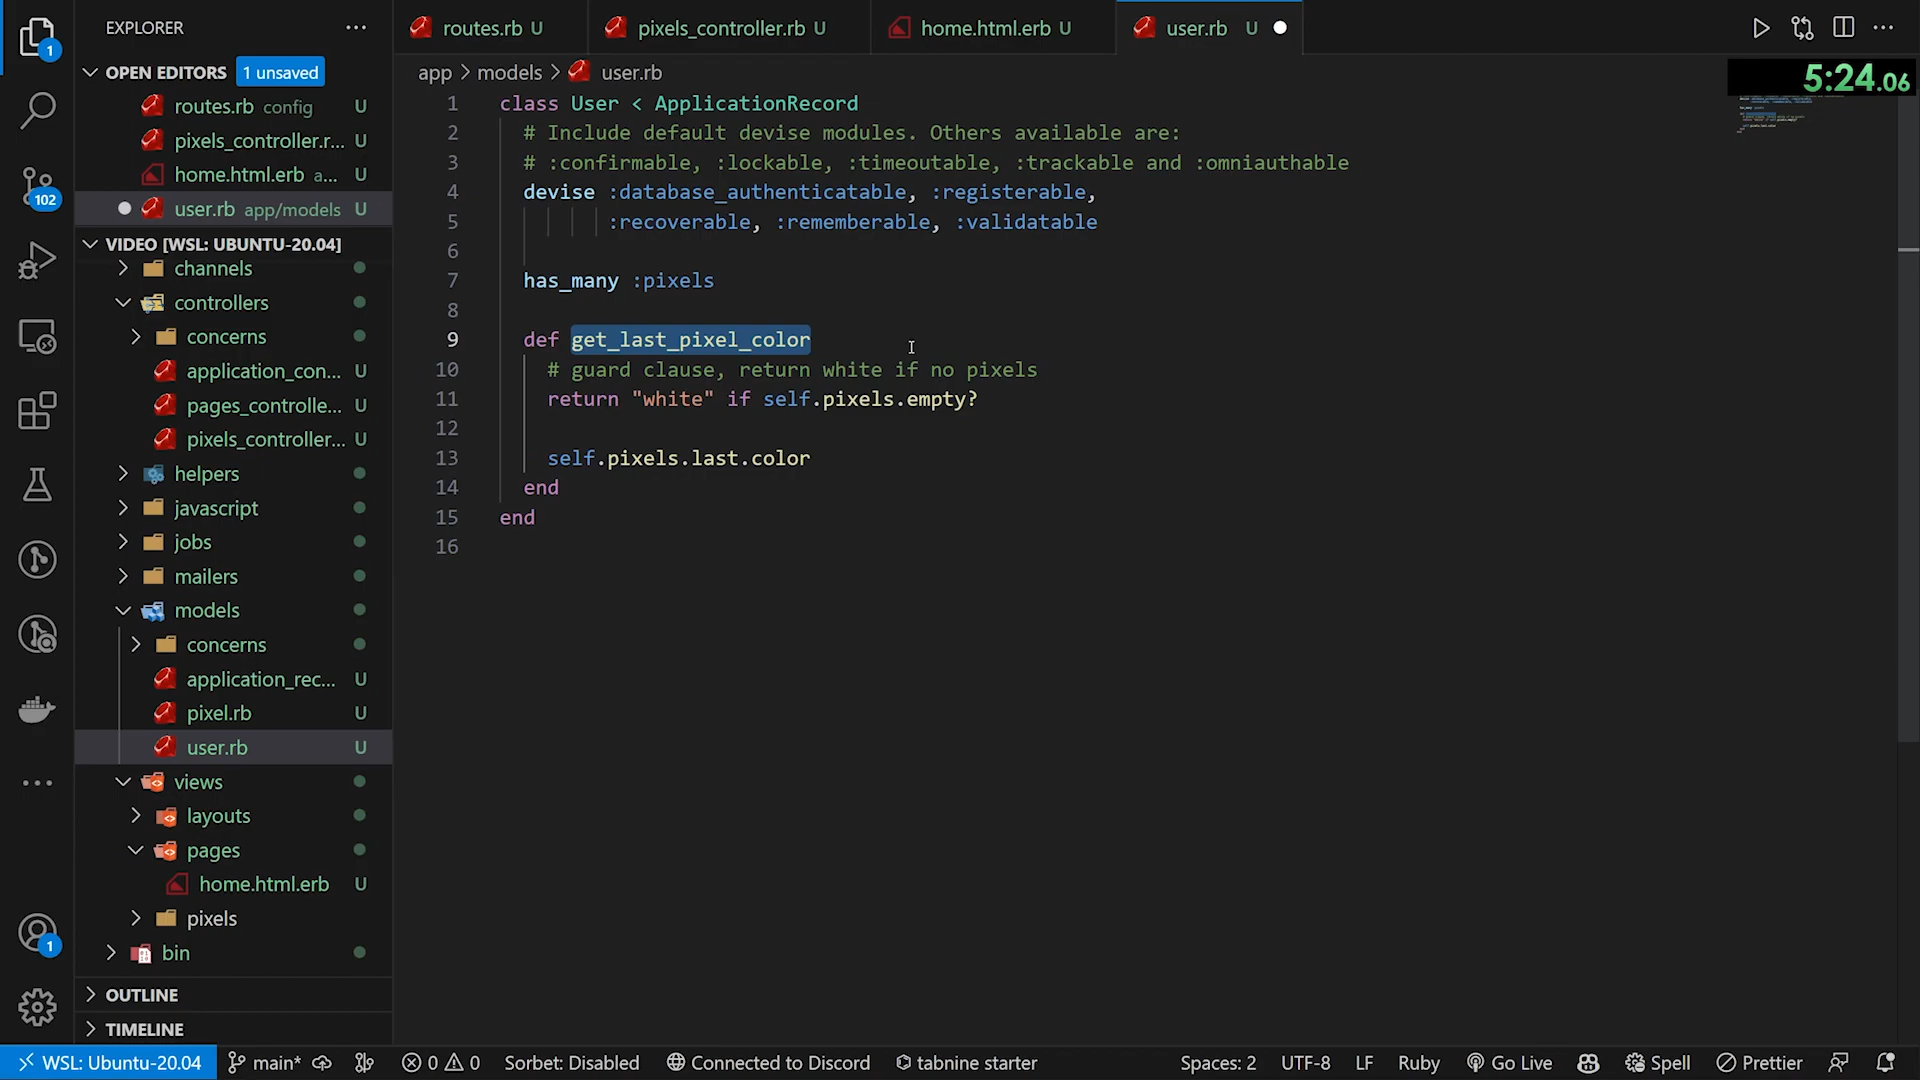 EXPLORER
routes.rb U
pixels_controller.rb U
home.html.erb U
user.rb U
5:24.06
OPEN EDITORS 1 unsaved
routes.rb config U
pixels_controller.r... U
home.html.erb a... U
user.rb app/models U
VIDEO [WSL: UBUNTU-20.04]
channels
controllers
concerns
application_con... U
pages_controlle... U
pixels_controller... U
helpers
javascript
jobs
mailers
models
concerns
application_rec... U
pixel.rb U
user.rb U
views
layouts
pages
home.html.erb U
pixels
bin
OUTLINE
TIMELINE
1
102
1
app > models > user.rb
1 class User < ApplicationRecord
2 # Include default devise modules. Others available are:
3 # :confirmable, :lockable, :timeoutable, :trackable and :omniauthable
4 devise :database_authenticatable, :registerable,
5 :recoverable, :rememberable, :validatable
6
7 has_many :pixels
8
9 def get_last_pixel_color
10 # guard clause, return white if no pixels
11 return "white" if self.pixels.empty?
12
13 self.pixels.last.color
14 end
15 end
16
WSL: Ubuntu-20.04 main* 0 0 Sorbet: Disabled Connected to Discord tabnine starter Spaces: 2 UTF-8 LF Ruby Go Live Spell Prettier